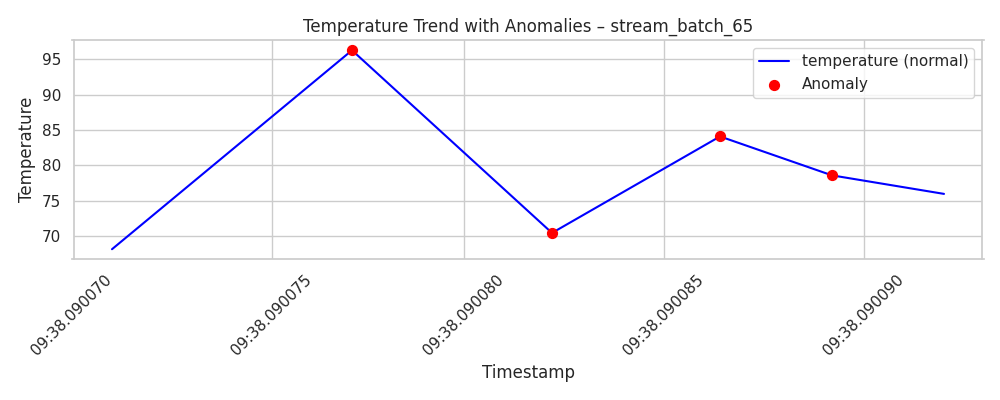 Temperature Trend with Anomalies – stream_batch_65
temperature (normal)
Anomaly
Temperature
95
90
85
80
75
70
09:38.090070
09:38.090075
09:38.090080
09:38.090085
09:38.090090
Timestamp